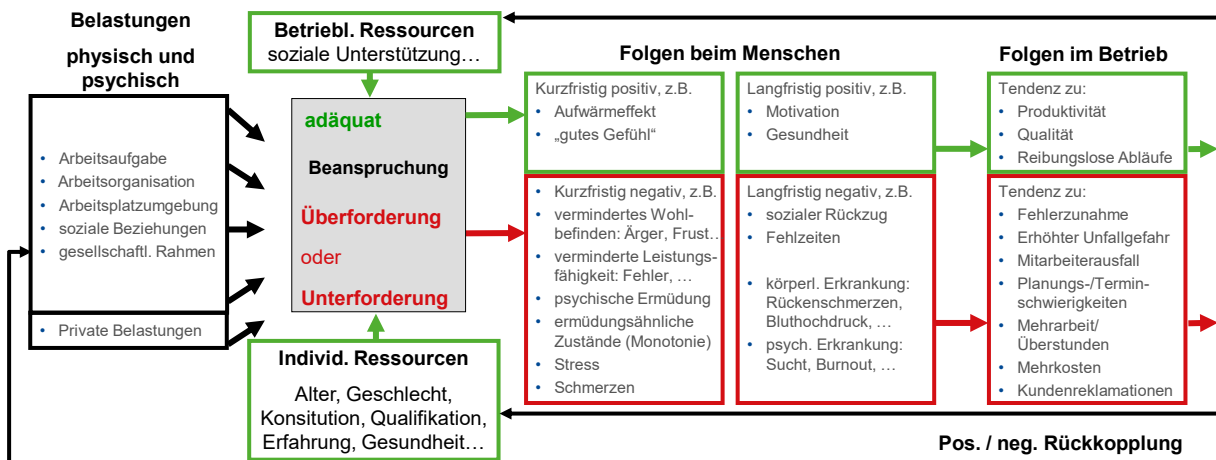 Belastungen
physisch und
psychisch
Arbeitsaufgabe
Arbeitsorganisation
Arbeitsplatzumgebung
soziale Beziehungen
gesellschaftl. Rahmen
Private Belastungen
Betriebl. Ressourcen
soziale Unterstützung…
adäquat
Beanspruchung
Überforderung
oder
Unterforderung
Individ. Ressourcen
Alter, Geschlecht,
Konsitution, Qualifikation,
Erfahrung, Gesundheit…
Folgen beim Menschen
Kurzfristig positiv, z.B.
Aufwärmeffekt
„gutes Gefühl“
Langfristig positiv, z.B.
Motivation
Gesundheit
Kurzfristig negativ, z.B.
vermindertes Wohl-
befinden: Ärger, Frust…
verminderte Leistungs-
fähigkeit: Fehler, …
psychische Ermüdung
ermüdungsähnliche
Zustände (Monotonie)
Stress
Schmerzen
Langfristig negativ, z.B.
sozialer Rückzug
Fehlzeiten
körperl. Erkrankung:
Rückenschmerzen,
Bluthochdruck, …
psych. Erkrankung:
Sucht, Burnout, …
Folgen im Betrieb
Tendenz zu:
Produktivität
Qualität
Reibungslose Abläufe
Tendenz zu:
Fehlerzunahme
Erhöhter Unfallgefahr
Mitarbeiterausfall
Planungs-/Termin-
schwierigkeiten
Mehrarbeit/
Überstunden
Mehrkosten
Kundenreklamationen
Pos. / neg. Rückkopplung